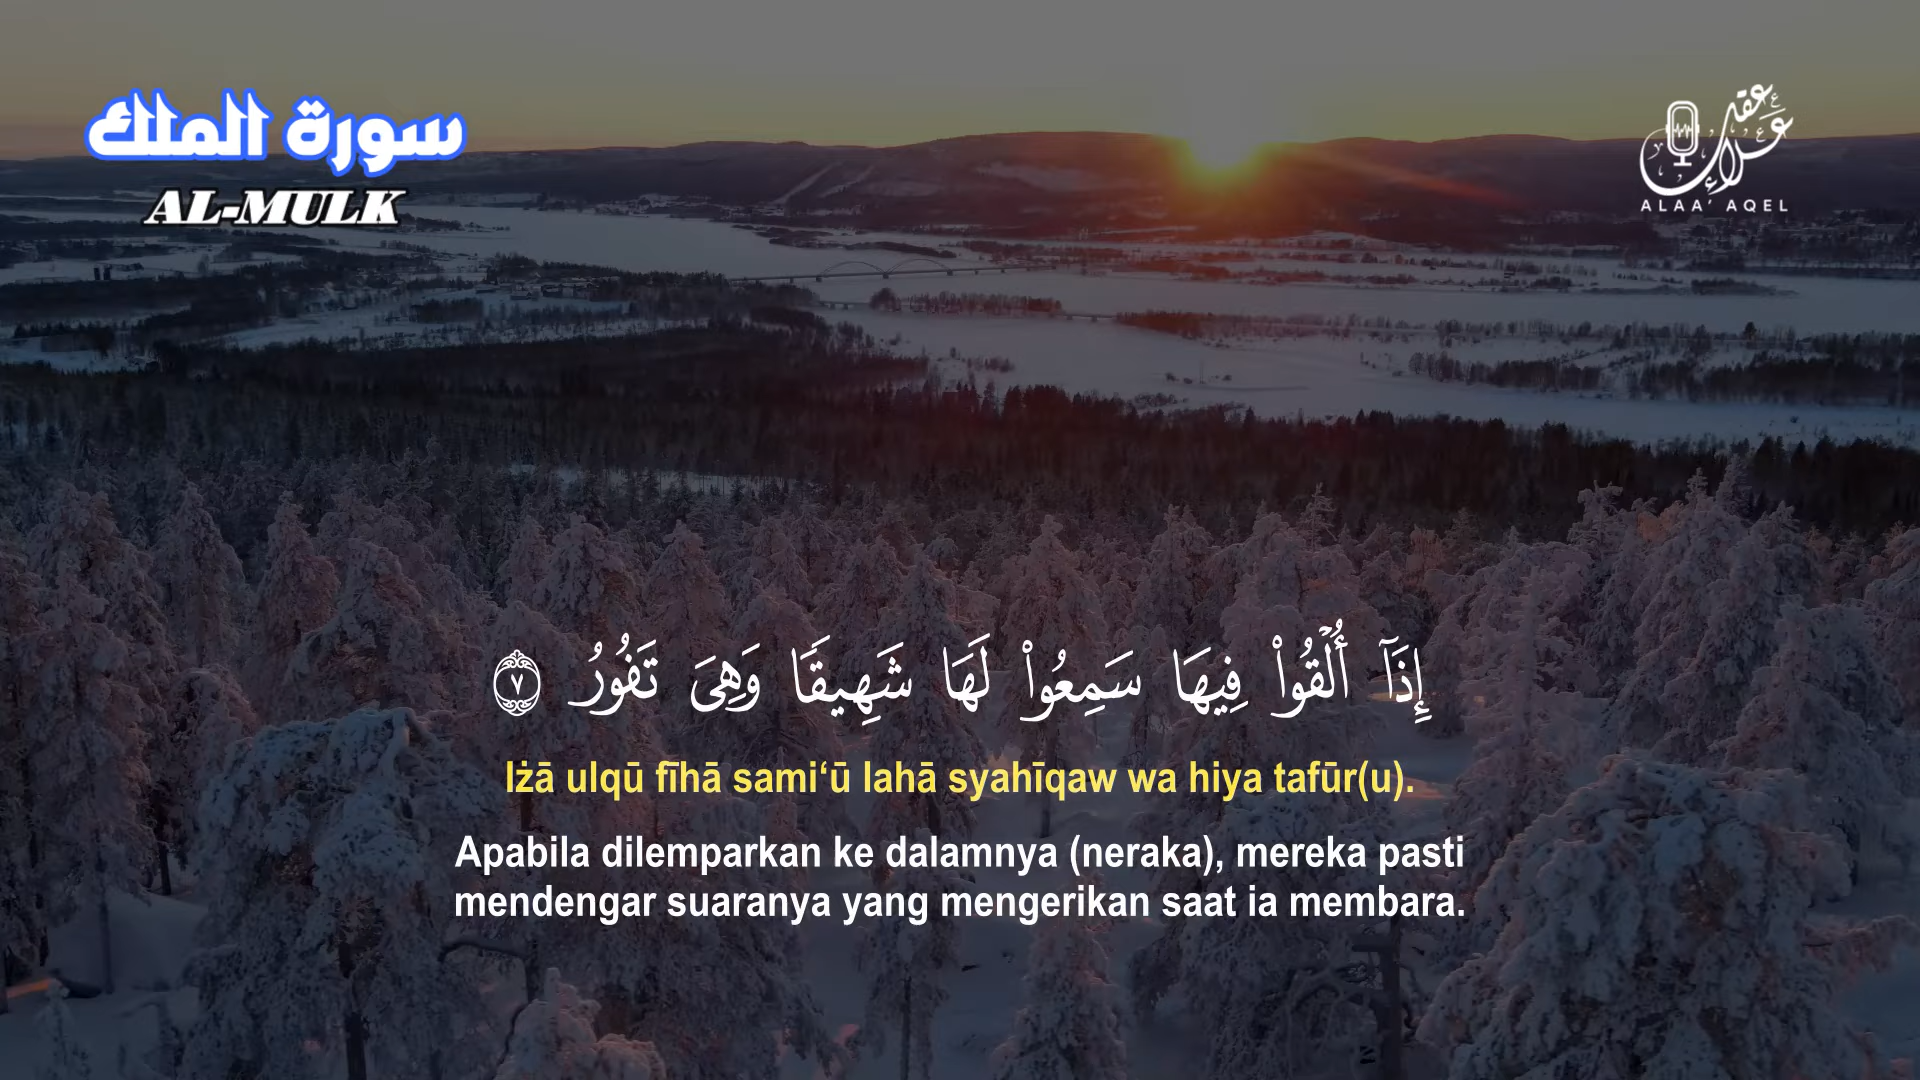 سورة الملك
AL-MULK
علاء عقل
ALAA' AQEL
إِذَآ أُلْقُوا۟ فِيهَا سَمِعُوا۟ لَهَا شَهِيقًا وَهِىَ تَفُورُ ٧
Iżā ulqū fīhā sami‘ū lahā syahīqaw wa hiya tafūr(u).
Apabila dilemparkan ke dalamnya (neraka), mereka pasti
mendengar suaranya yang mengerikan saat ia membara.